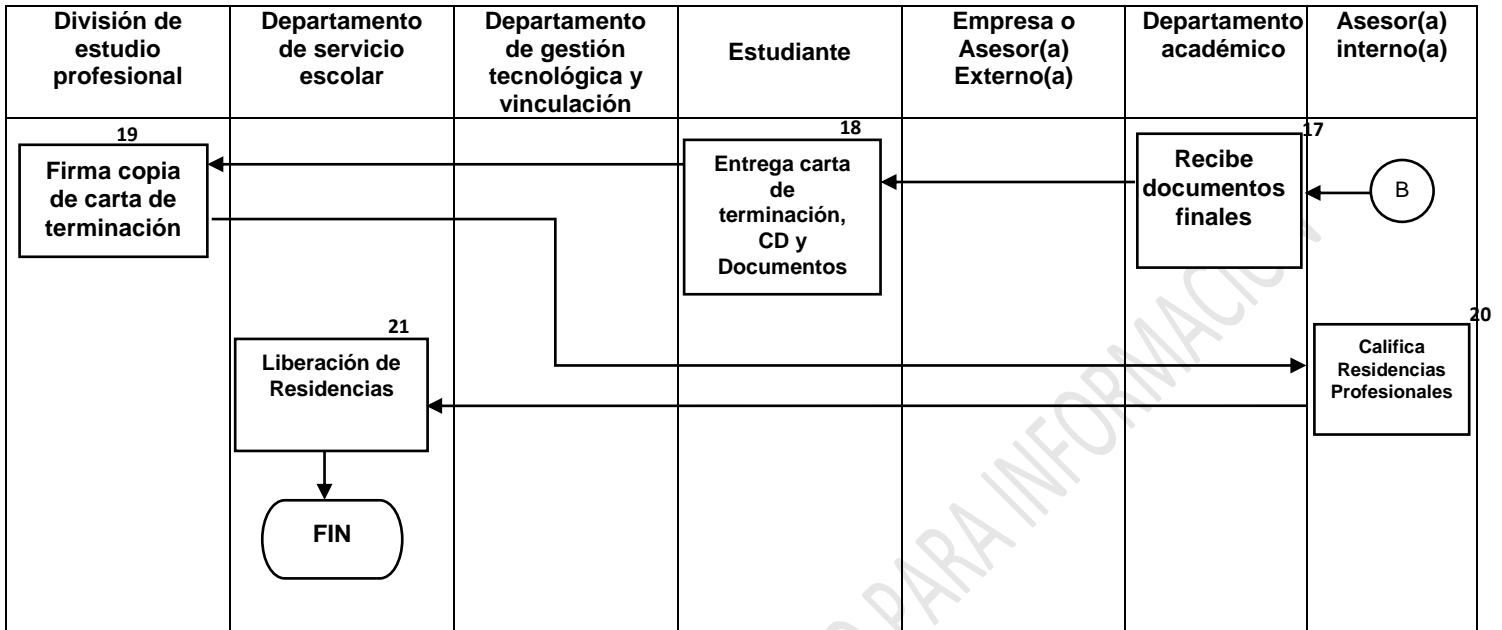 División de
estudio
profesional
Departamento
de servicio
escolar
Departamento
de gestión
tecnológica y
vinculación
Estudiante
Empresa o
Asesor(a)
Externo(a)
Departamento
académico
Asesor(a)
interno(a)
19
Firma copia
de carta de
terminación
18
Entrega carta
de
terminación,
CD y
Documentos
17
Recibe
documentos
finales
B
21
Liberación de
Residencias
20
Califica
Residencias
Profesionales
FIN
PARA INFORMACIÓN